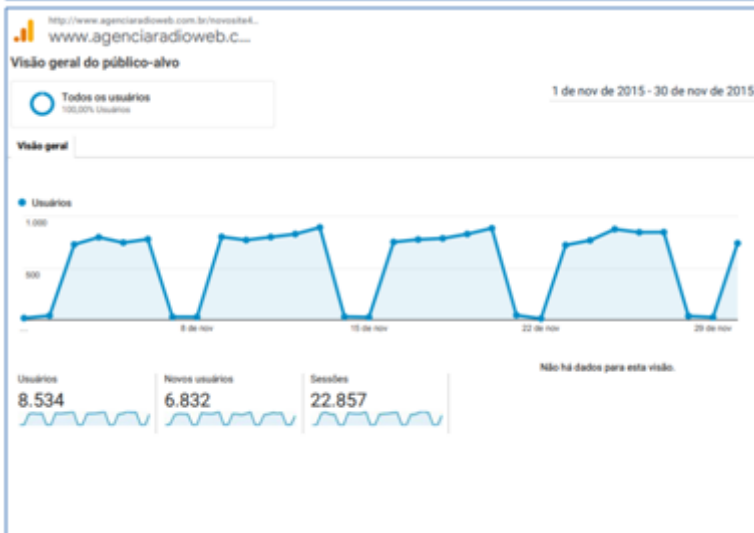 http://www.agenciaradioweb.com.br/novosite4...
www.agenciaradioweb.c...
Visão geral do público-alvo
Todos os usuários
100,00% Usuários
1 de nov de 2015 - 30 de nov de 2015
Visão geral
Usuários
1.000
500
...
8 de nov
15 de nov
22 de nov
29 de nov
Não há dados para esta visão.
Usuários
8.534
Novos usuários
6.832
Sessões
22.857